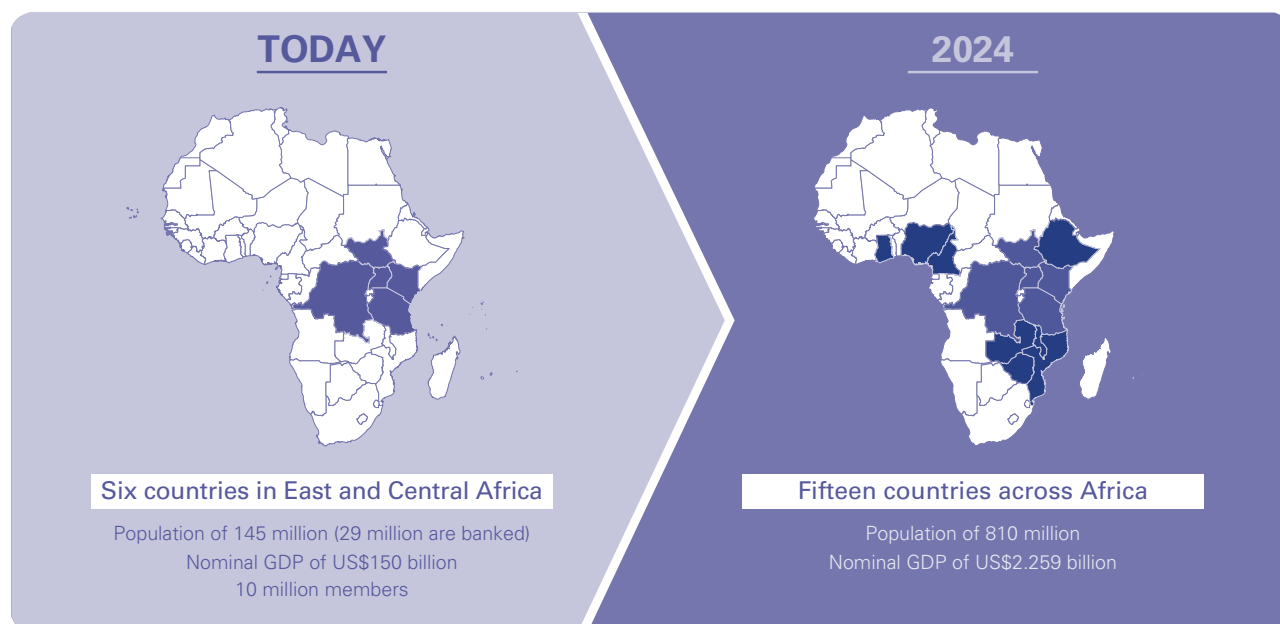 TODAY
Six countries in East and Central Africa
Population of 145 million (29 million are banked)
Nominal GDP of US$150 billion
10 million members
2024
Fifteen countries across Africa
Population of 810 million
Nominal GDP of US$2.259 billion